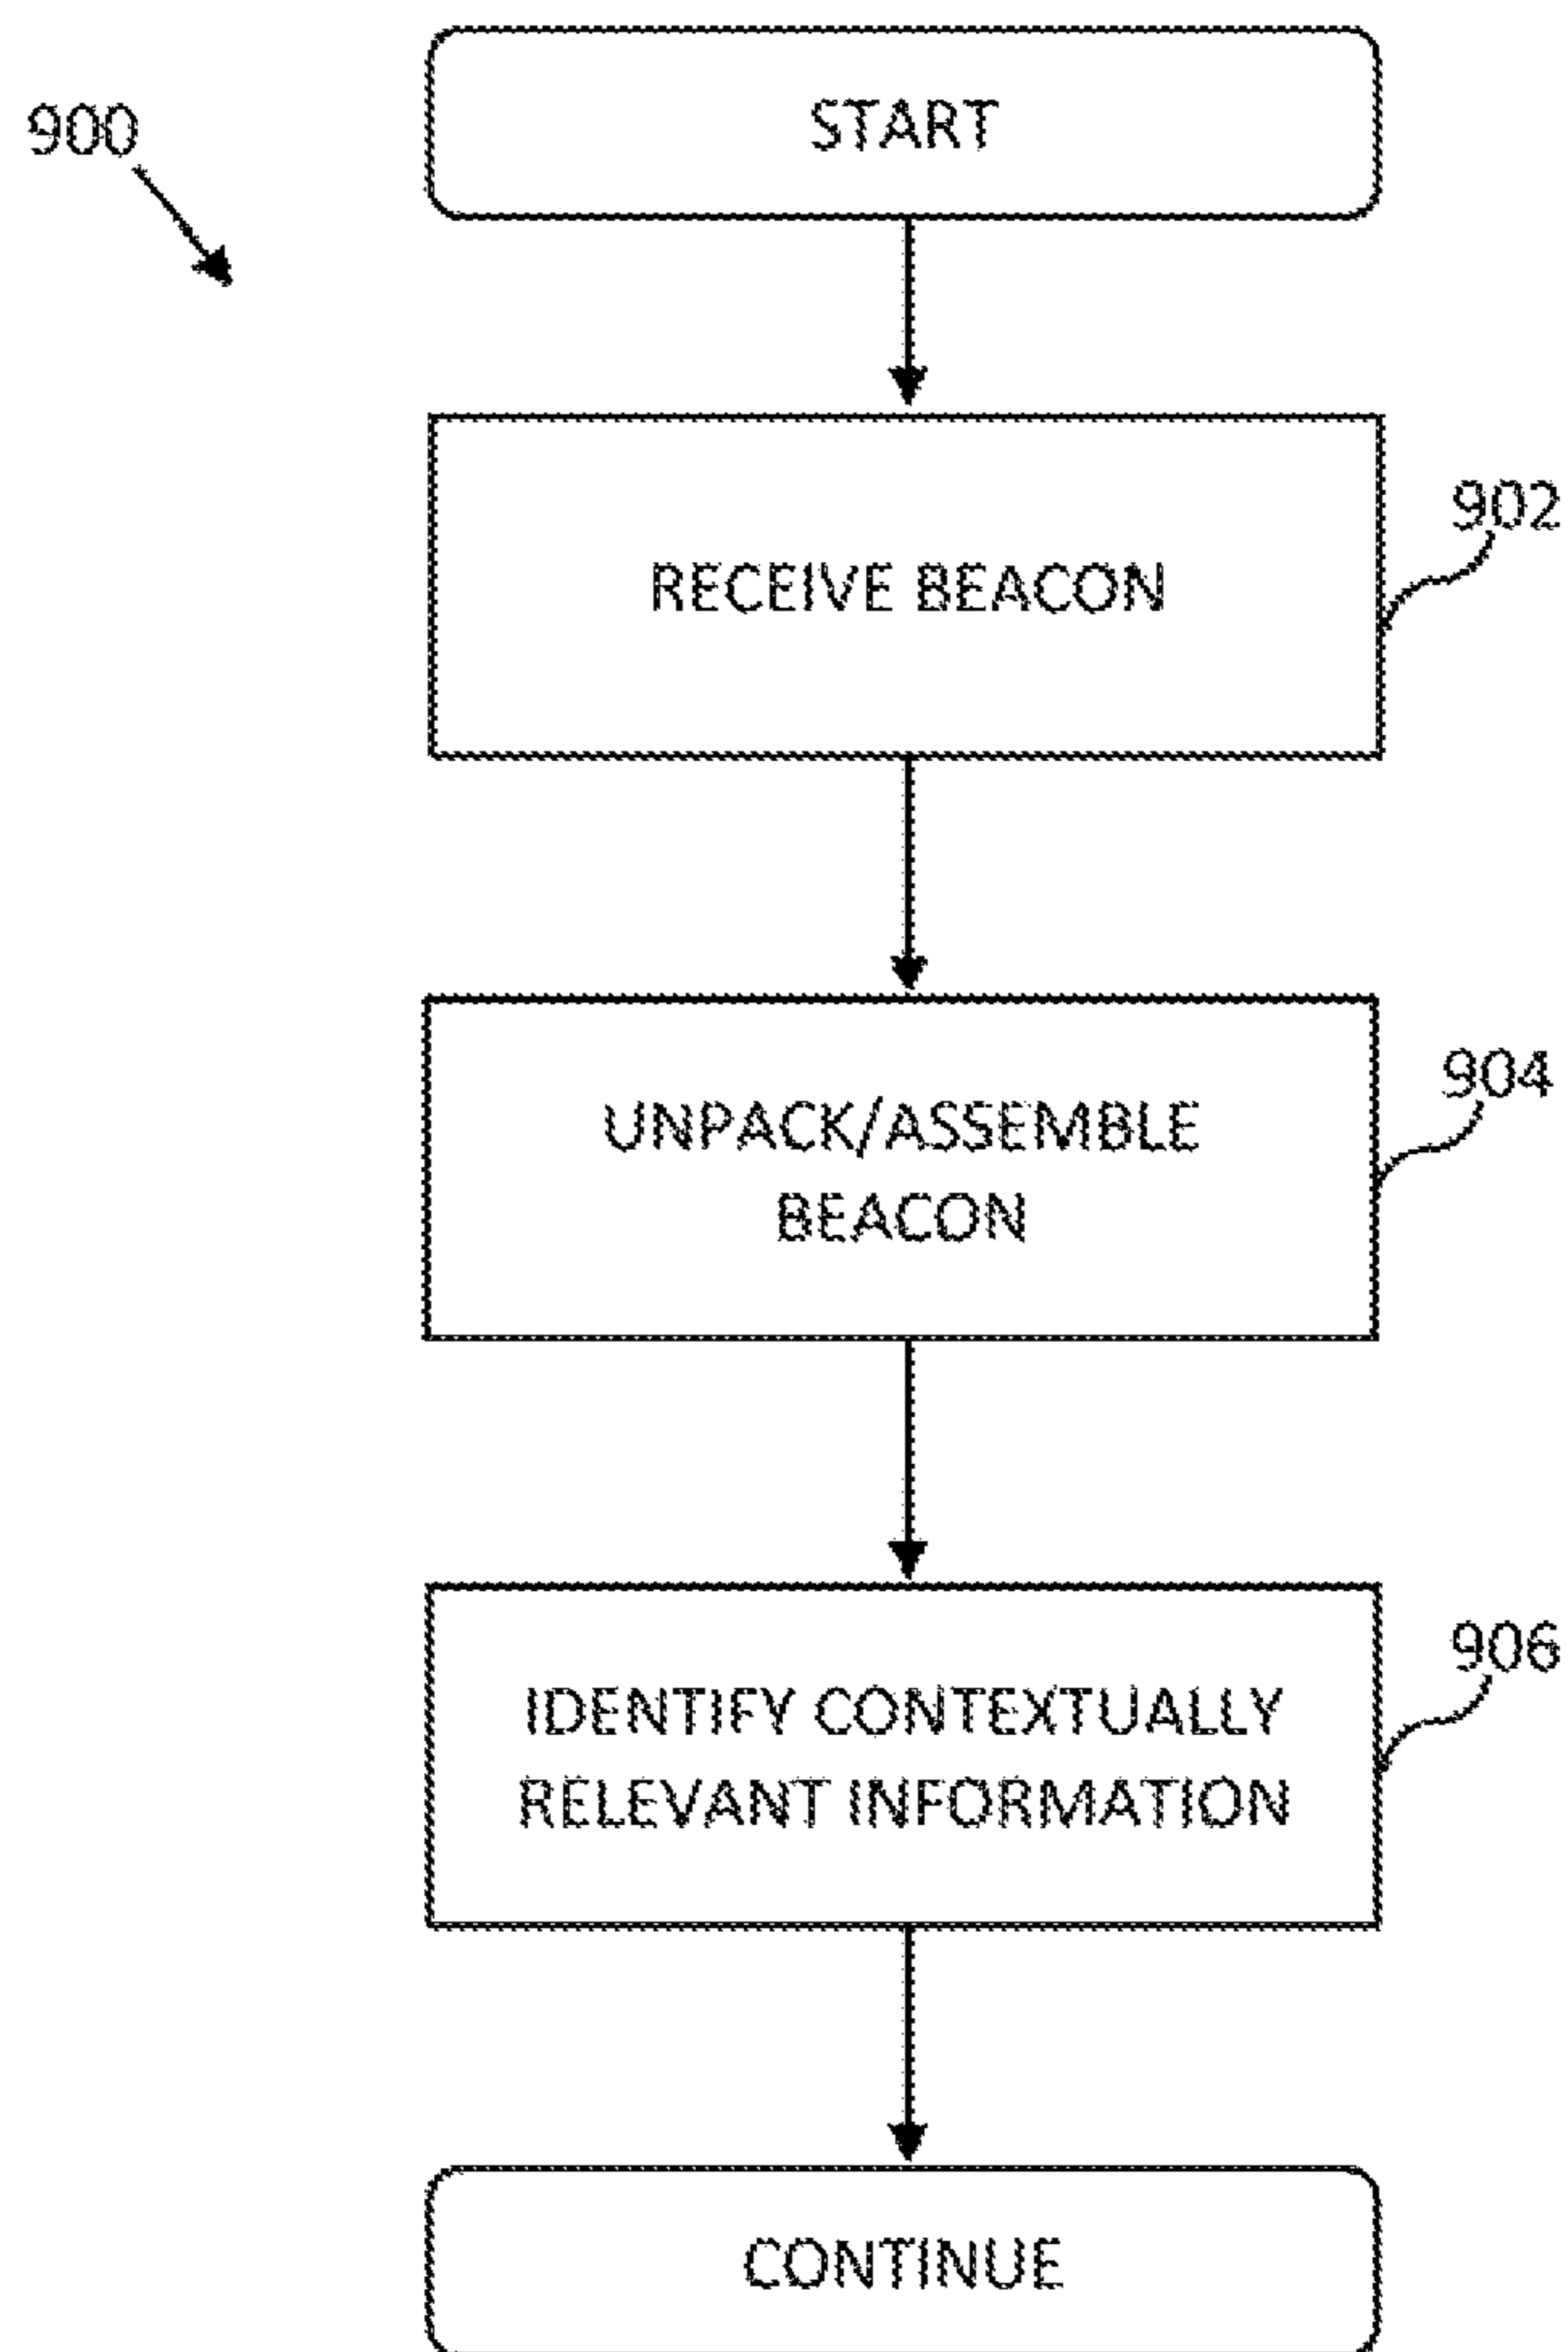 900
START
RECEIVE BEACON
902
UNPACK/ASSEMBLE
BEACON
904
IDENTIFY CONTEXTUALLY
RELEVANT INFORMATION
906
CONTINUE